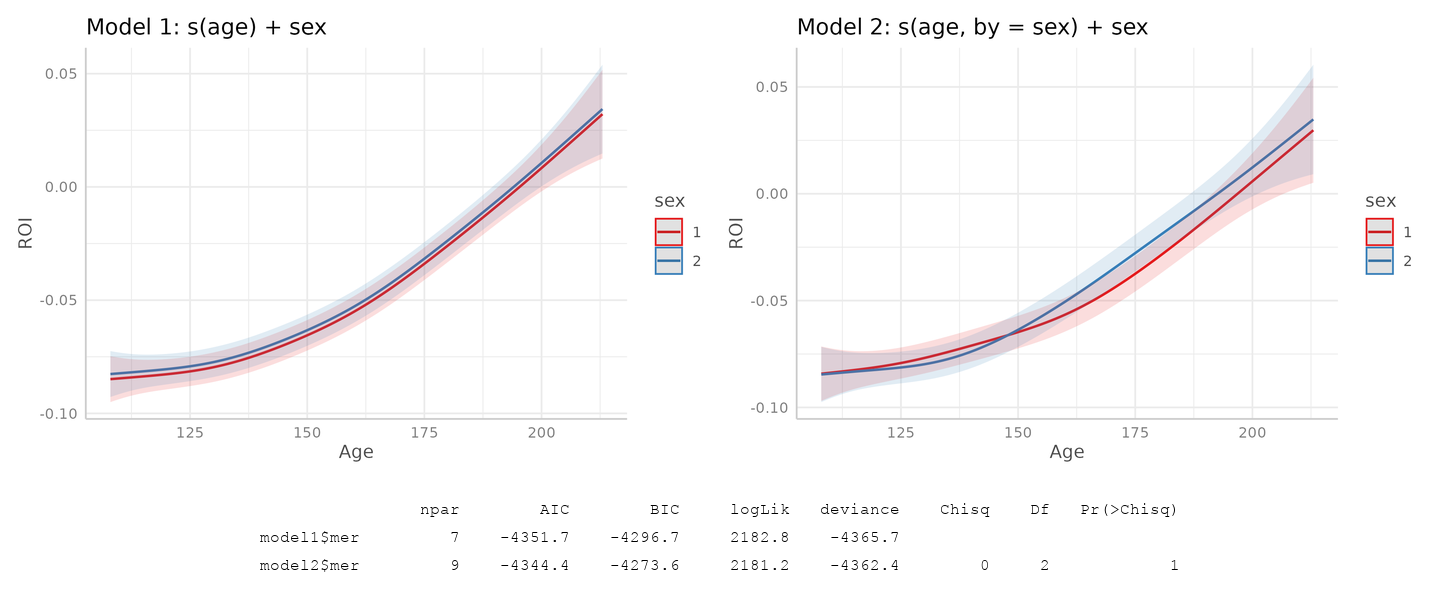 Model 1: s(age) + sex
0.05
0.00
-0.05
-0.10
ROI
125 150 175 200
Age
sex
1
2
Model 2: s(age, by = sex) + sex
0.05
0.00
-0.05
-0.10
ROI
125 150 175 200
Age
sex
1
2
npar AIC BIC logLik deviance Chisq Df Pr(>Chisq)
model1$mer 7 -4351.7 -4296.7 2182.8 -4365.7
model2$mer 9 -4344.4 -4273.6 2181.2 -4362.4 0 2 1